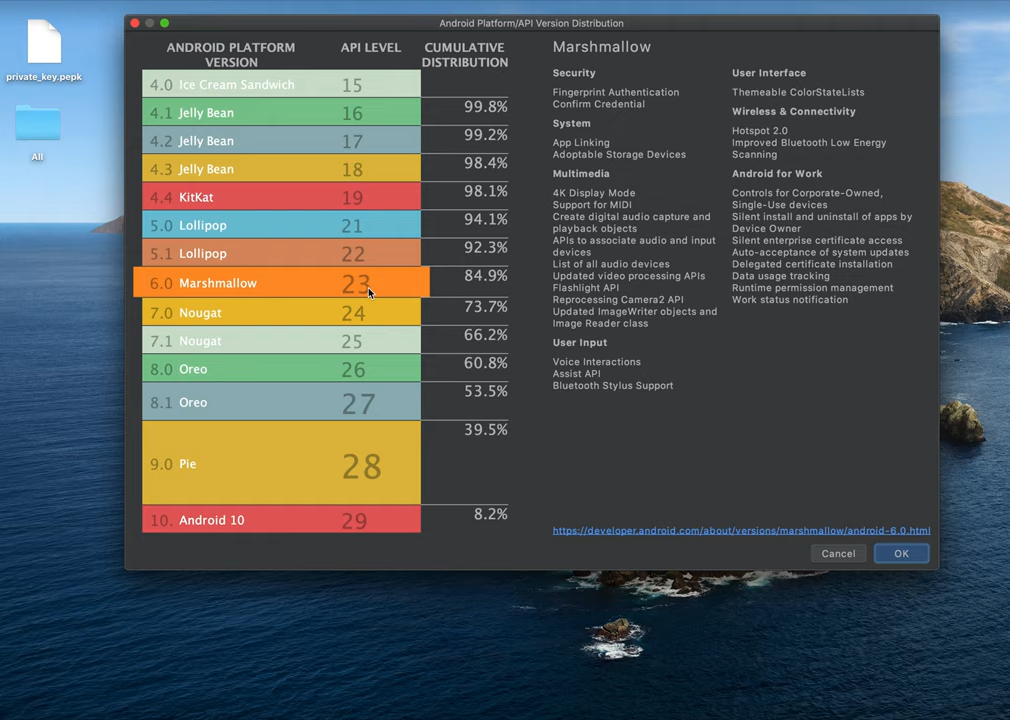 Android Platform/API Version Distribution
private_key.pepk
All
ANDROID PLATFORM
VERSION
API LEVEL
CUMULATIVE
DISTRIBUTION
4.0 Ice Cream Sandwich 15
99.8%
4.1 Jelly Bean 16
99.2%
4.2 Jelly Bean 17
98.4%
4.3 Jelly Bean 18
98.1%
4.4 KitKat 19
94.1%
5.0 Lollipop 21
92.3%
5.1 Lollipop 22
84.9%
6.0 Marshmallow 23
73.7%
7.0 Nougat 24
66.2%
7.1 Nougat 25
60.8%
8.0 Oreo 26
53.5%
8.1 Oreo 27
39.5%
9.0 Pie 28
8.2%
10. Android 10 29
Marshmallow
Security
Fingerprint Authentication
Confirm Credential
System
App Linking
Adoptable Storage Devices
Multimedia
4K Display Mode
Support for MIDI
Create digital audio capture and
playback objects
APIs to associate audio and input
devices
List of all audio devices
Updated video processing APIs
Flashlight API
Reprocessing Camera2 API
Updated ImageWriter objects and
Image Reader class
User Input
Voice Interactions
Assist API
Bluetooth Stylus Support
User Interface
Themeable ColorStateLists
Wireless & Connectivity
Hotspot 2.0
Improved Bluetooth Low Energy
Scanning
Android for Work
Controls for Corporate-Owned,
Single-Use devices
Silent install and uninstall of apps by
Device Owner
Silent enterprise certificate access
Auto-acceptance of system updates
Delegated certificate installation
Data usage tracking
Runtime permission management
Work status notification
https://developer.android.com/about/versions/marshmallow/android-6.0.html
Cancel
OK